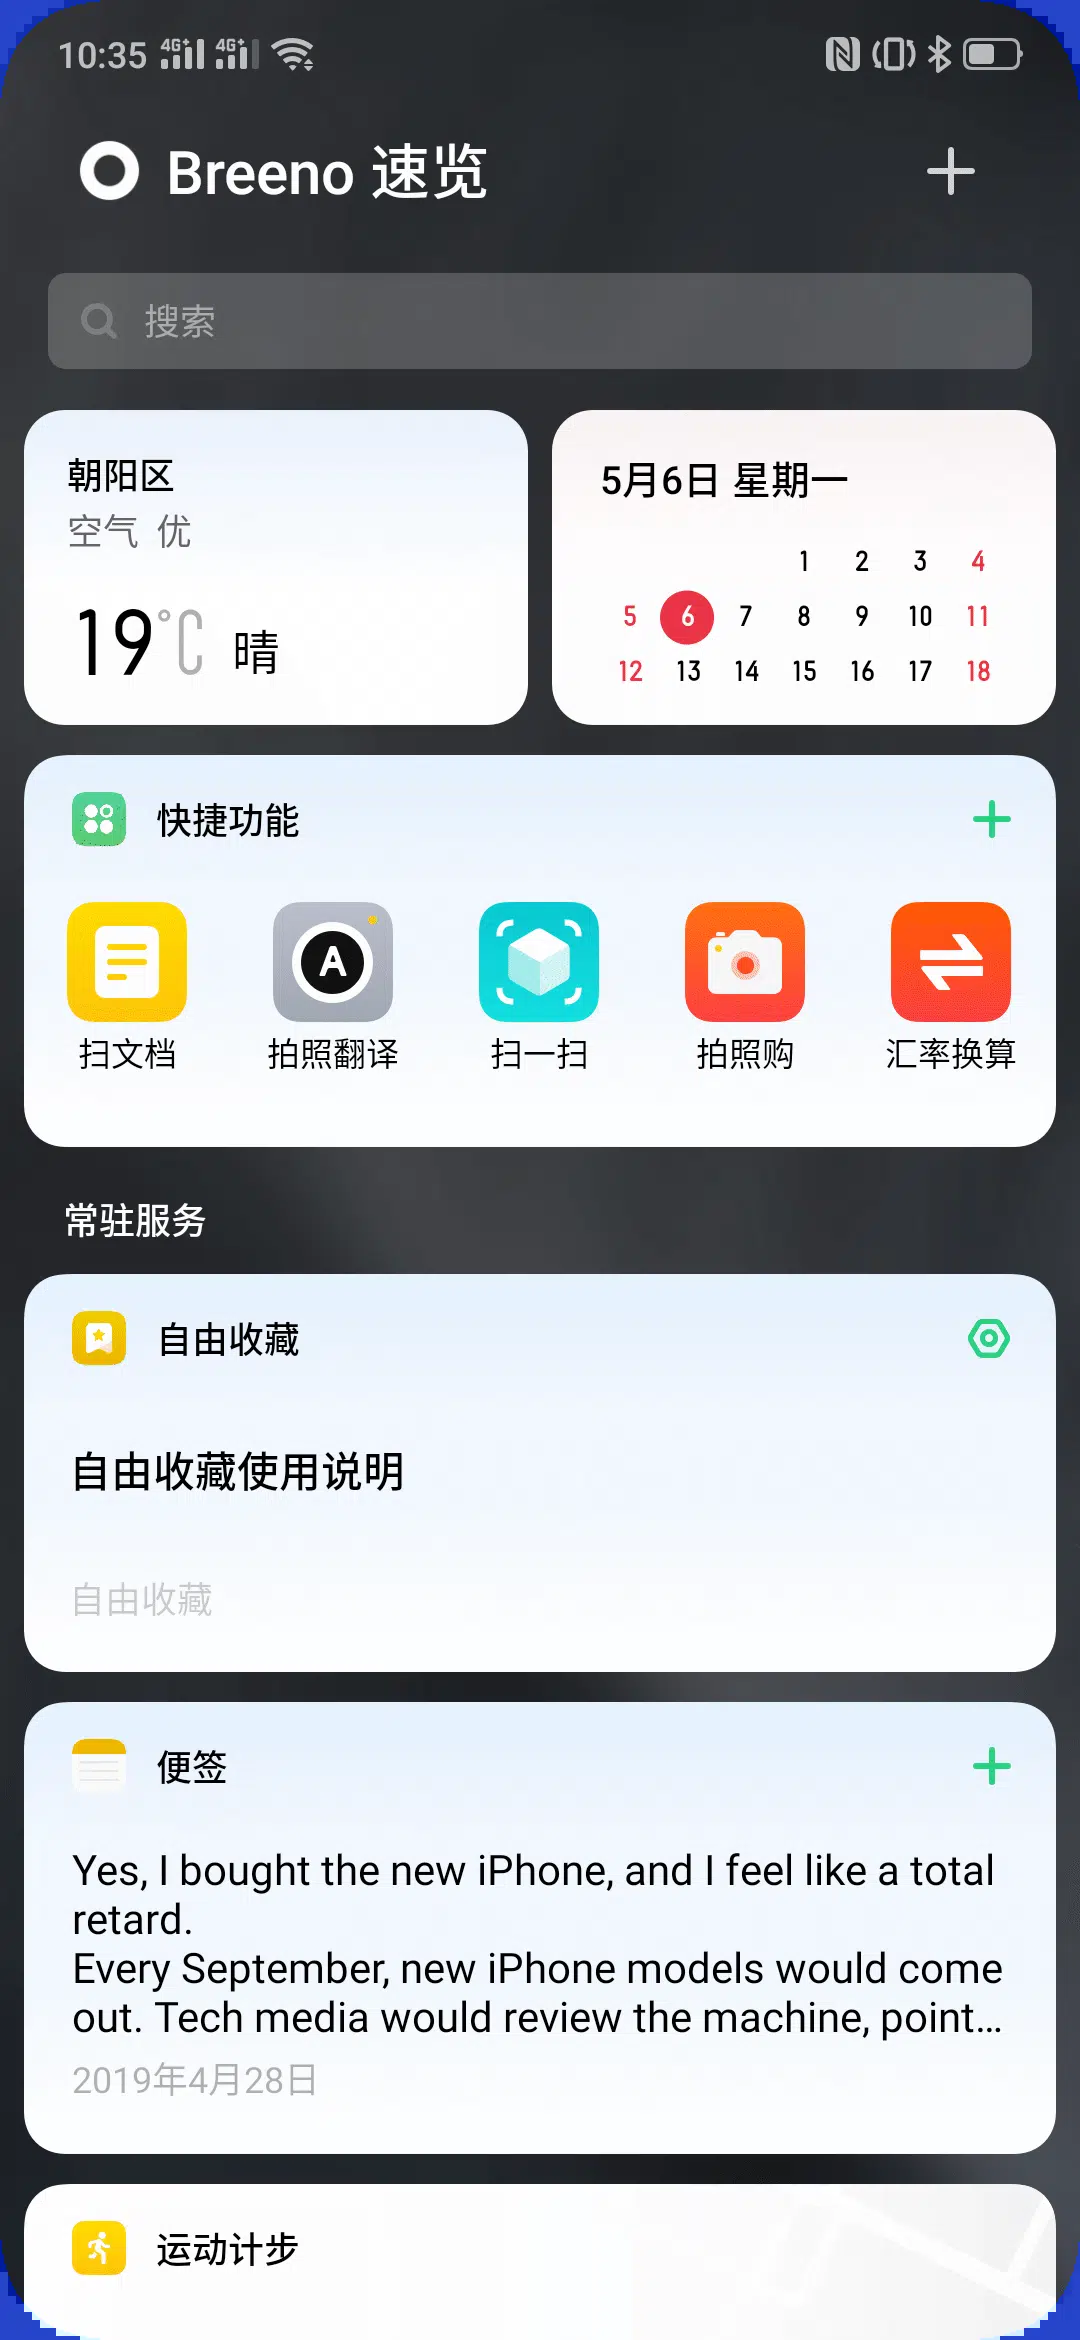 10:35 4G+ 4G+
Breeno 速览
搜索
朝阳区
空气 优
19°C 晴
5月6日 星期一
1 2 3 4
5 6 7 8 9 10 11
12 13 14 15 16 17 18
快捷功能
A
扫文档 拍照翻译 扫一扫 拍照购 汇率换算
常驻服务
自由收藏
自由收藏使用说明
自由收藏
便签
Yes, I bought the new iPhone, and I feel like a total
retard.
Every September, new iPhone models would come
out. Tech media would review the machine, point…
2019年4月28日
运动计步